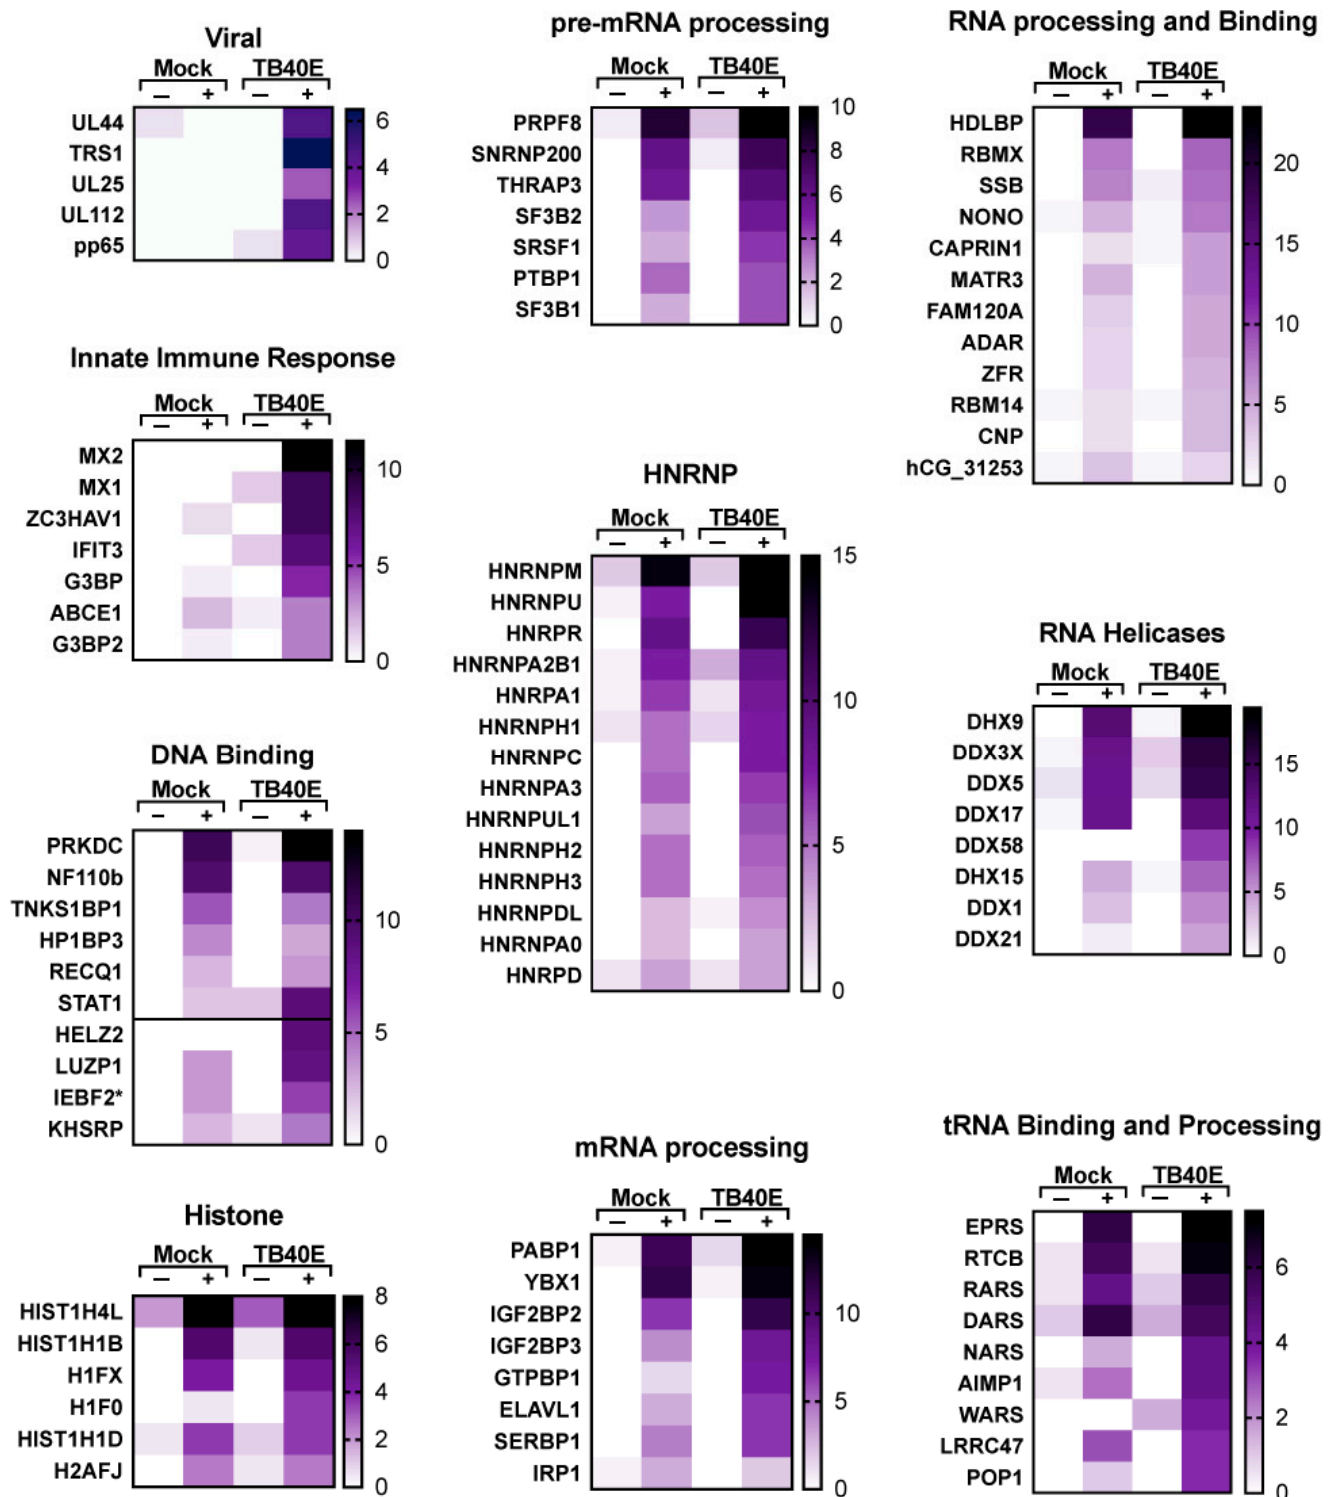 Viral
Mock TB40E
— + — +
UL44
TRS1
UL25
UL112
pp65
6
4
2
0
Innate Immune Response
Mock TB40E
— + — +
MX2
MX1
ZC3HAV1
IFIT3
G3BP
ABCE1
G3BP2
10
5
0
DNA Binding
Mock TB40E
— + — +
PRKDC
NF110b
TNKS1BP1
HP1BP3
RECQ1
STAT1
HELZ2
LUZP1
IEBF2*
KHSRP
10
5
0
Histone
Mock TB40E
— + — +
HIST1H4L
HIST1H1B
H1FX
H1F0
HIST1H1D
H2AFJ
8
6
4
2
0
pre-mRNA processing
Mock TB40E
— + — +
PRPF8
SNRNP200
THRAP3
SF3B2
SRSF1
PTBP1
SF3B1
10
8
6
4
2
0
HNRNP
Mock TB40E
— + — +
HNRNPM
HNRNPU
HNRPR
HNRNPA2B1
HNRPA1
HNRNPH1
HNRNPC
HNRNPA3
HNRNPUL1
HNRNPH2
HNRNPH3
HNRNPDL
HNRNPA0
HNRPD
15
10
5
0
mRNA processing
Mock TB40E
— + — +
PABP1
YBX1
IGF2BP2
IGF2BP3
GTPBP1
ELAVL1
SERBP1
IRP1
10
5
0
RNA processing and Binding
Mock TB40E
— + — +
HDLBP
RBMX
SSB
NONO
CAPRIN1
MATR3
FAM120A
ADAR
ZFR
RBM14
CNP
hCG_31253
20
15
10
5
0
RNA Helicases
Mock TB40E
— + — +
DHX9
DDX3X
DDX5
DDX17
DDX58
DHX15
DDX1
DDX21
15
10
5
0
tRNA Binding and Processing
Mock TB40E
— + — +
EPRS
RTCB
RARS
DARS
NARS
AIMP1
WARS
LRRC47
POP1
6
4
2
0